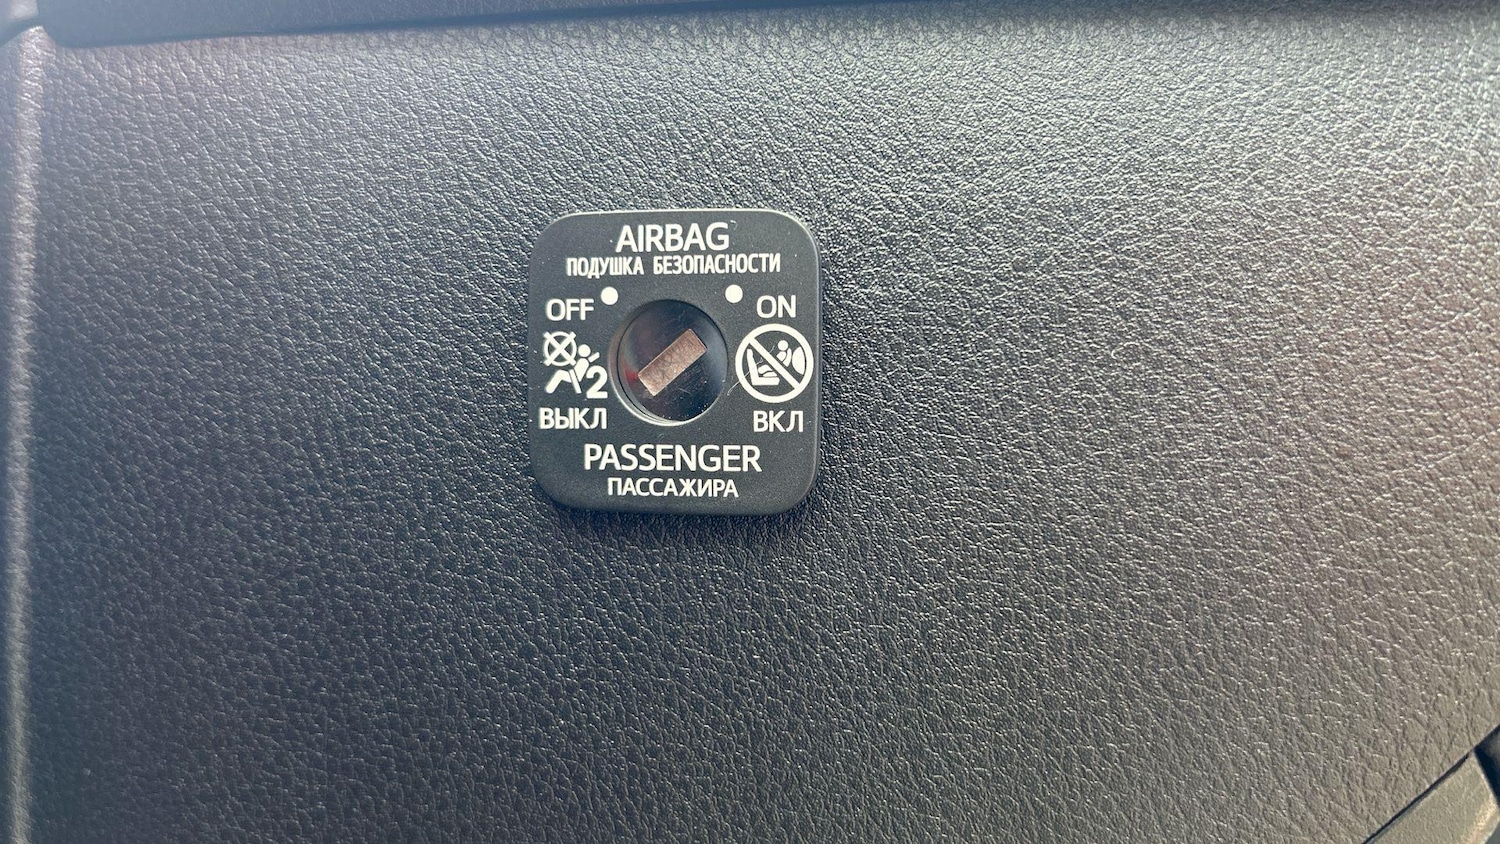 AIRBAG
ПОДУШКА БЕЗОПАСНОСТИ
OFF
ON
2
ВЫКЛ
ВКЛ
PASSENGER
ПАССАЖИРА